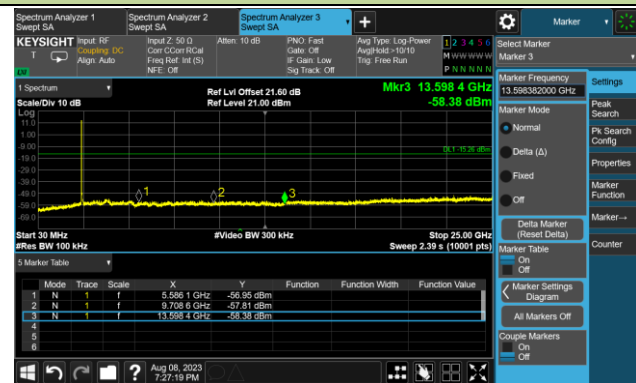 Spectrum Analyzer 1
Swept SA
Spectrum Analyzer 2
Swept SA
Spectrum Analyzer 3
Swept SA
+
Marker
KEYSIGHT
Input: RF
Coupling: DC
Align: Auto
Input Z: 50 Ω
Corr CCorr RCal
Freq Ref: Int (S)
NFE: Off
Atten: 10 dB
PNO: Fast
Gate: Off
IF Gain: Low
Sig Track: Off
Avg Type: Log-Power
Avg|Hold:>10/10
Trig: Free Run
1 2 3 4 5 6
M W W W W W
P N N N N N
Select Marker
Marker 3
1 Spectrum
Ref Lvl Offset 21.60 dB
Mkr3 13.598 4 GHz
Scale/Div 10 dB
Ref Level 21.00 dBm
-58.38 dBm
Log
11.0
1.00
-9.00
-19.0
-29.0
-39.0
-49.0
-59.0
-69.0
DL1 -15.26 dBm
1
2
3
Start 30 MHz
#Video BW 300 kHz
Stop 25.00 GHz
#Res BW 100 kHz
Sweep 2.39 s (10001 pts)
5 Marker Table
Mode Trace Scale X Y Function Function Width Function Value
1 N 1 f 5.586 1 GHz -56.95 dBm
2 N 1 f 9.708 6 GHz -57.81 dBm
3 N 1 f 13.598 4 GHz -58.38 dBm
4
5
6
Marker Frequency
13.598382000 GHz
Marker Mode
Normal
Delta (Δ)
Fixed
Off
Delta Marker
(Reset Delta)
Marker Table
On
Off
Marker Settings
Diagram
All Markers Off
Couple Markers
On
Off
Settings
Peak
Search
Pk Search
Config
Properties
Marker
Function
Marker→
Counter
?
Aug 08, 2023
7:27:19 PM